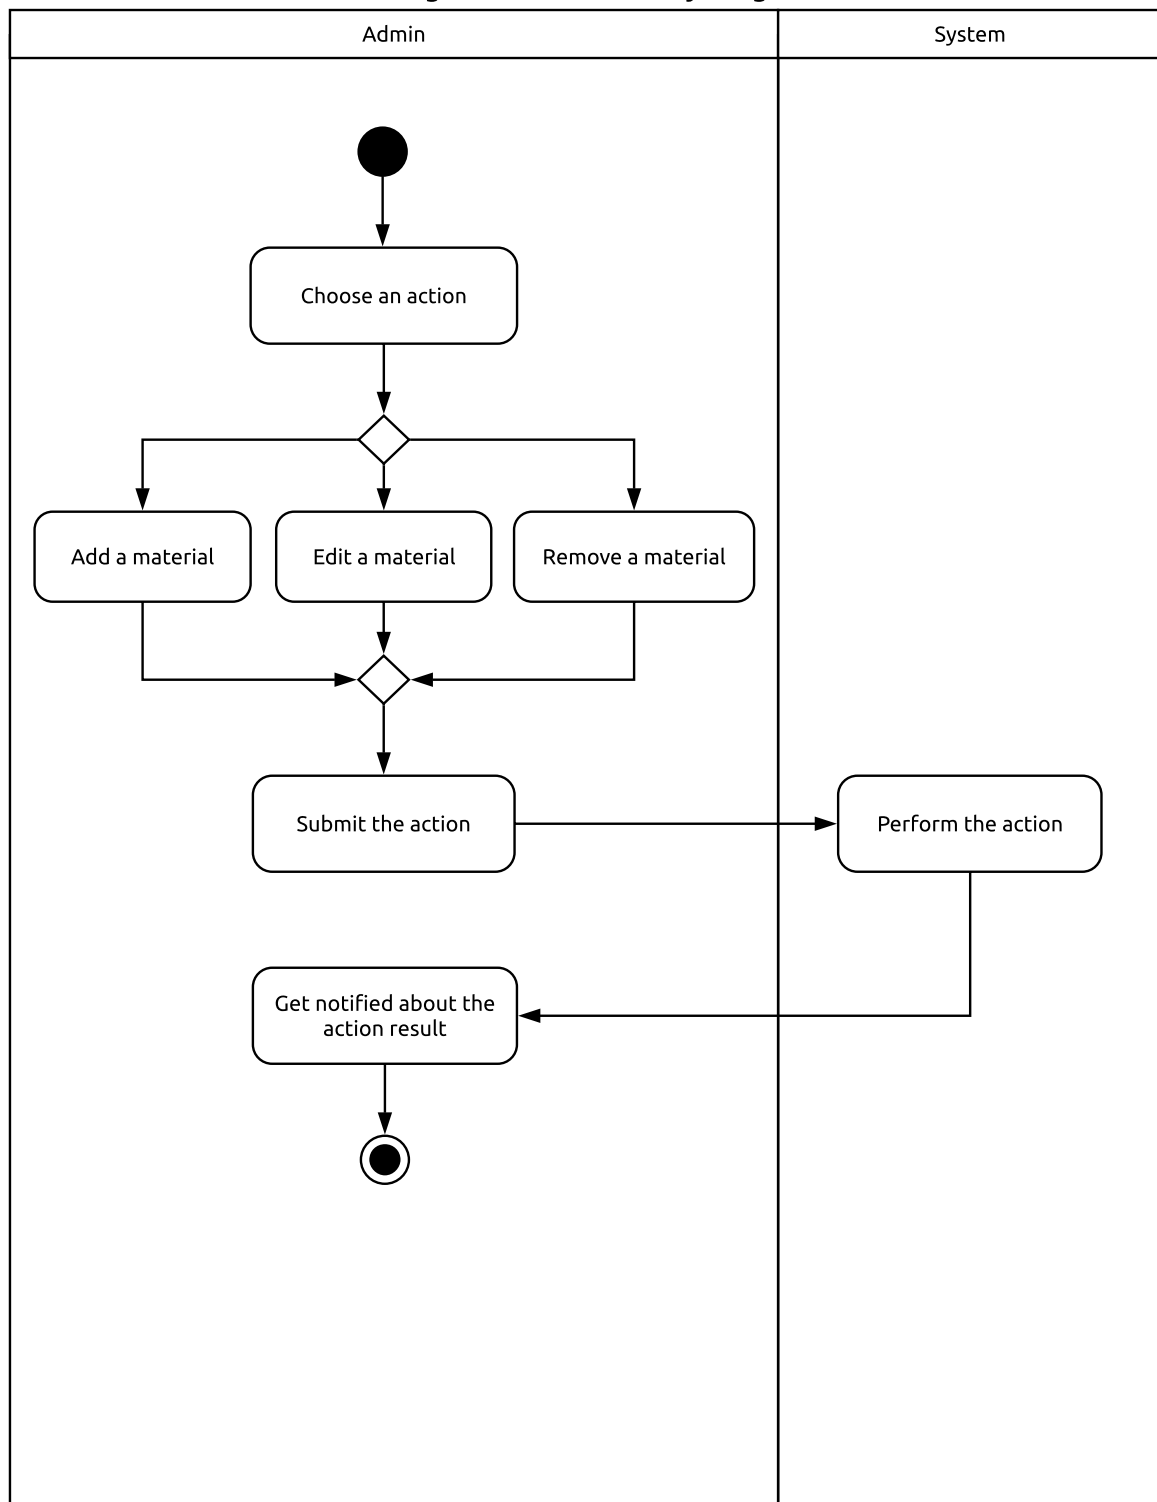 Admin
System
Choose an action
Add a material
Edit a material
Remove a material
Submit the action
Perform the action
Get notified about the
action result